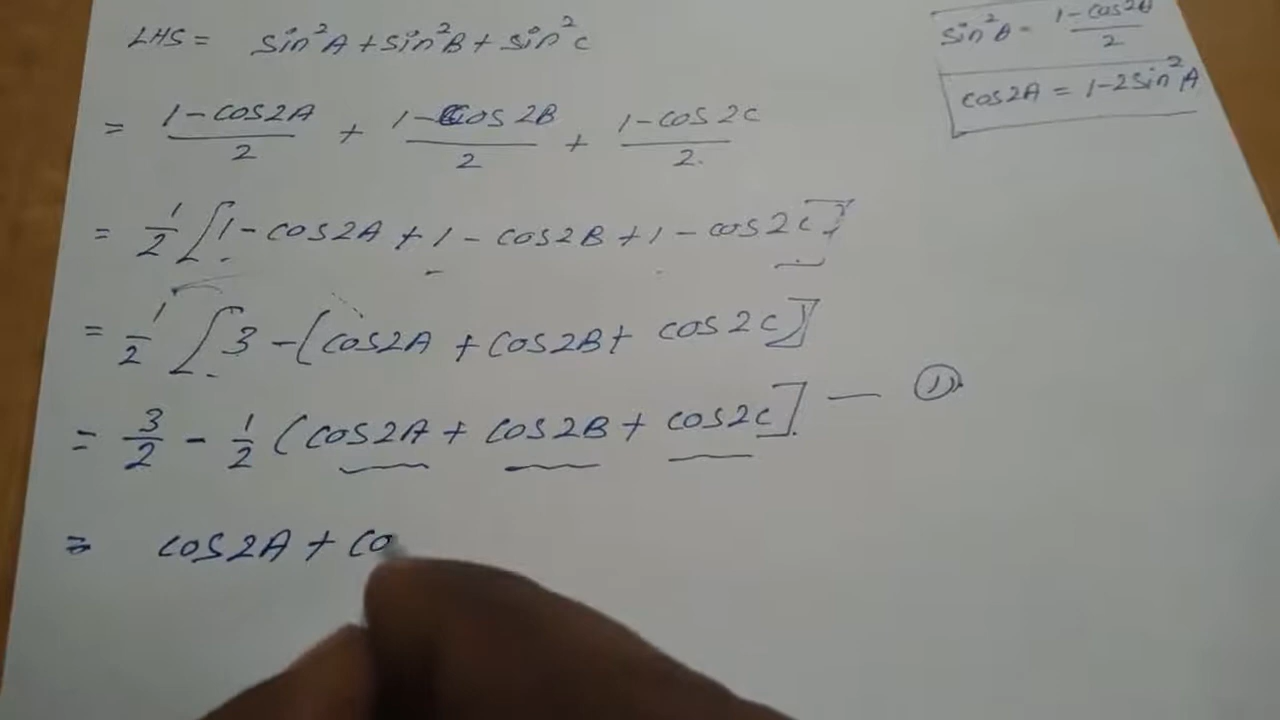 LHS = sin²A + sin²B + sin²C
sin²A = 1-cos2A / 2
cos2A = 1-2sin²A
= 1-cos2A / 2 + 1-cos2B / 2 + 1-cos2C / 2
= 1/2 [1-cos2A + 1-cos2B + 1-cos2C]
= 1/2 [3-(cos2A + cos2B + cos2C)]
= 3/2 - 1/2 (cos2A + cos2B + cos2C] — ①
⇒ cos2A + co